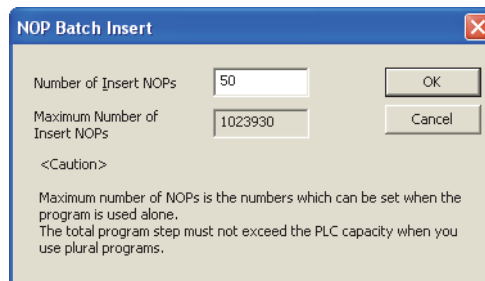 NOP Batch Insert
Number of Insert NOPs 50 OK
Maximum Number of
Insert NOPs 1023930 Cancel
<Caution>
Maximum number of NOPs is the numbers which can be set when the
program is used alone.
The total program step must not exceed the PLC capacity when you
use plural programs.